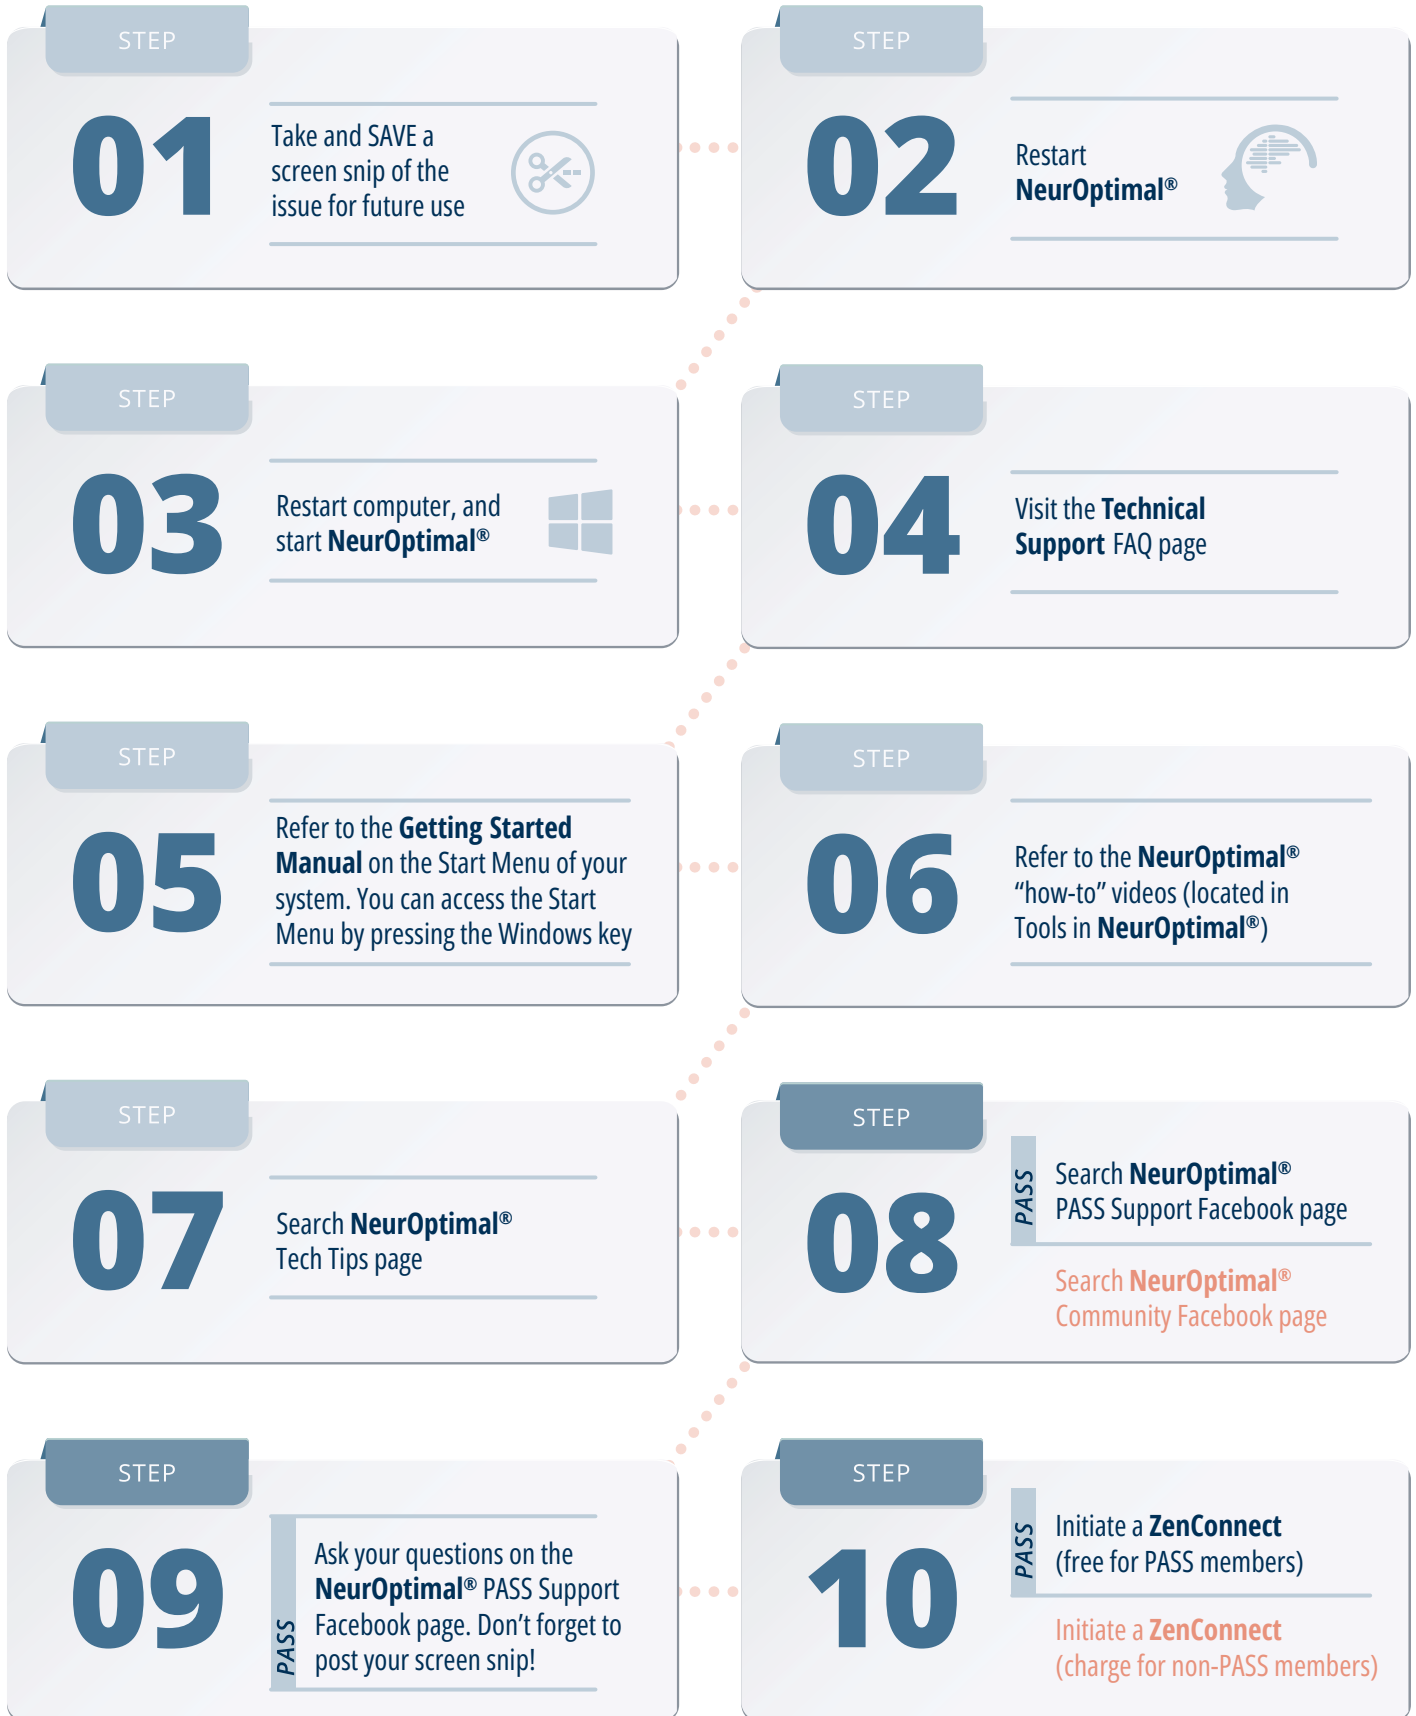 STEP
01
Take and SAVE a
screen snip of the
issue for future use
STEP
02
Restart
NeurOptimal®
STEP
03
Restart computer, and
start NeurOptimal®
STEP
04
Visit the Technical
Support FAQ page
STEP
05
Refer to the Getting Started
Manual on the Start Menu of your
system. You can access the Start
Menu by pressing the Windows key
STEP
06
Refer to the NeurOptimal®
“how-to” videos (located in
Tools in NeurOptimal®)
STEP
07
Search NeurOptimal®
Tech Tips page
STEP
08
PASS
Search NeurOptimal®
PASS Support Facebook page
Search NeurOptimal®
Community Facebook page
STEP
09
PASS
Ask your questions on the
NeurOptimal® PASS Support
Facebook page. Don’t forget to
post your screen snip!
STEP
10
PASS
Initiate a ZenConnect
(free for PASS members)
Initiate a ZenConnect
(charge for non-PASS members)